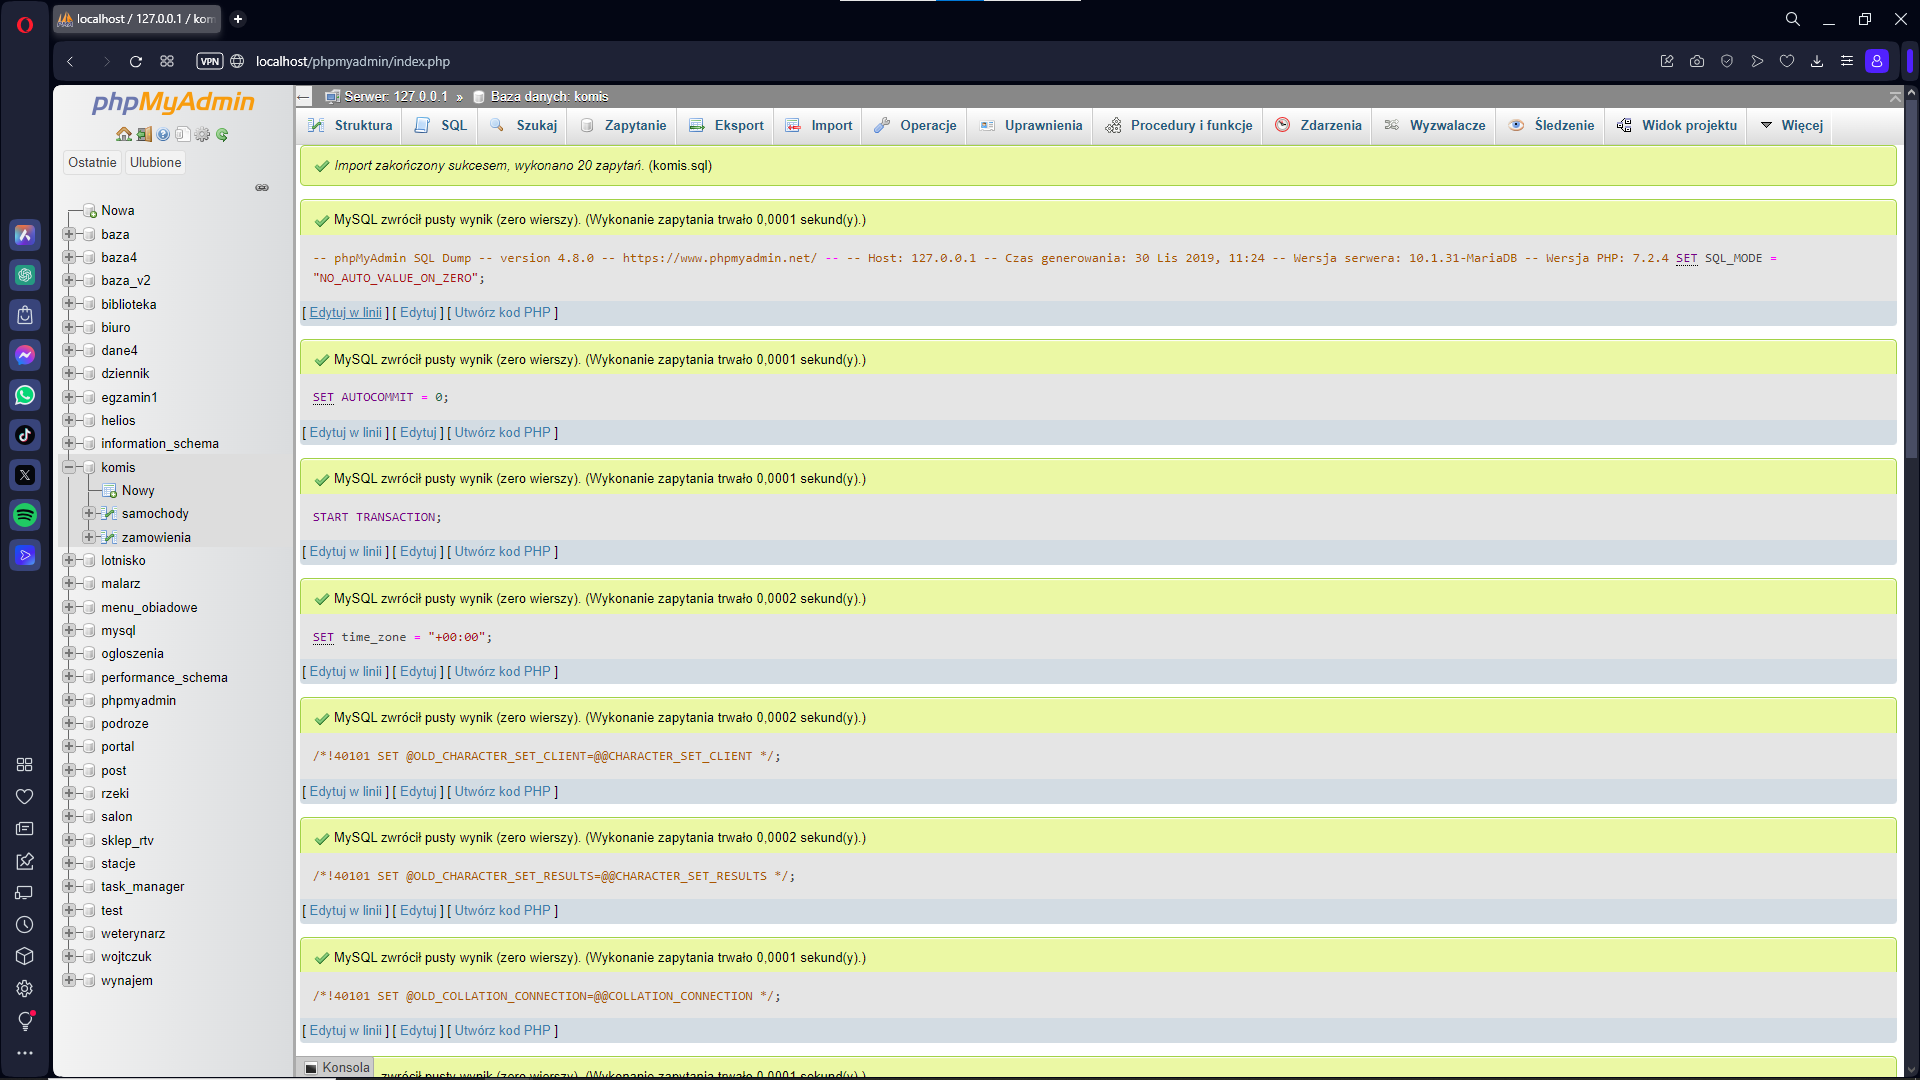 localhost / 127.0.0.1 / kom
VPN
localhost/phpmyadmin/index.php
phpMyAdmin
Ostatnie
Ulubione
Nowa
baza
baza4
baza_v2
biblioteka
biuro
dane4
dziennik
egzamin1
helios
information_schema
komis
Nowy
samochody
zamowienia
lotnisko
malarz
menu_obiadowe
mysql
ogloszenia
performance_schema
phpmyadmin
podroze
portal
post
rzeki
salon
sklep_rtv
stacje
task_manager
test
weterynarz
wojtczuk
wynajem
Serwer: 127.0.0.1 » Baza danych: komis
Struktura SQL Szukaj Zapytanie Eksport Import Operacje Uprawnienia Procedury i funkcje Zdarzenia Wyzwalacze Śledzenie Widok projektu Więcej
Import zakończony sukcesem, wykonano 20 zapytań. (komis.sql)
MySQL zwrócił pusty wynik (zero wierszy). (Wykonanie zapytania trwało 0,0001 sekund(y).)
-- phpMyAdmin SQL Dump -- version 4.8.0 -- https://www.phpmyadmin.net/ -- -- Host: 127.0.0.1 -- Czas generowania: 30 Lis 2019, 11:24 -- Wersja serwera: 10.1.31-MariaDB -- Wersja PHP: 7.2.4 SET SQL_MODE =
"NO_AUTO_VALUE_ON_ZERO";
[ Edytuj w linii ] [ Edytuj ] [ Utwórz kod PHP ]
MySQL zwrócił pusty wynik (zero wierszy). (Wykonanie zapytania trwało 0,0001 sekund(y).)
SET AUTOCOMMIT = 0;
[ Edytuj w linii ] [ Edytuj ] [ Utwórz kod PHP ]
MySQL zwrócił pusty wynik (zero wierszy). (Wykonanie zapytania trwało 0,0001 sekund(y).)
START TRANSACTION;
[ Edytuj w linii ] [ Edytuj ] [ Utwórz kod PHP ]
MySQL zwrócił pusty wynik (zero wierszy). (Wykonanie zapytania trwało 0,0002 sekund(y).)
SET time_zone = "+00:00";
[ Edytuj w linii ] [ Edytuj ] [ Utwórz kod PHP ]
MySQL zwrócił pusty wynik (zero wierszy). (Wykonanie zapytania trwało 0,0002 sekund(y).)
/*!40101 SET @OLD_CHARACTER_SET_CLIENT=@@CHARACTER_SET_CLIENT */;
[ Edytuj w linii ] [ Edytuj ] [ Utwórz kod PHP ]
MySQL zwrócił pusty wynik (zero wierszy). (Wykonanie zapytania trwało 0,0002 sekund(y).)
/*!40101 SET @OLD_CHARACTER_SET_RESULTS=@@CHARACTER_SET_RESULTS */;
[ Edytuj w linii ] [ Edytuj ] [ Utwórz kod PHP ]
MySQL zwrócił pusty wynik (zero wierszy). (Wykonanie zapytania trwało 0,0001 sekund(y).)
/*!40101 SET @OLD_COLLATION_CONNECTION=@@COLLATION_CONNECTION */;
[ Edytuj w linii ] [ Edytuj ] [ Utwórz kod PHP ]
Konsola
zwrócił pusty wynik (zero wierszy). (Wykonanie zapytania trwało 0,0001 sekund(y).)